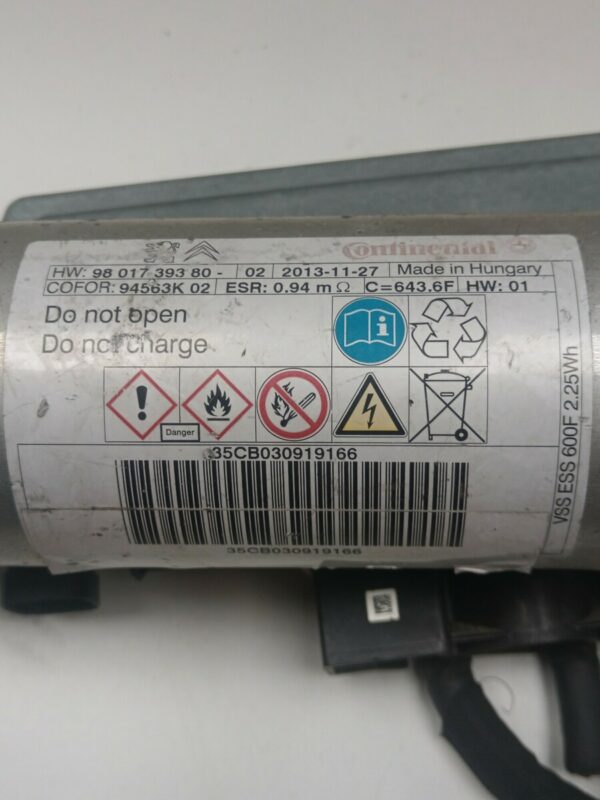 Continental
HW: 98 017 393 80 - 02 2013-11-27 Made in Hungary
COFOR: 94563K 02 ESR: 0.94 mΩ C=643.6F HW: 01
Do not open
Do not charge
Danger
35CB030919166
35CB030919166
VSS ESS 600F 2.25Wh